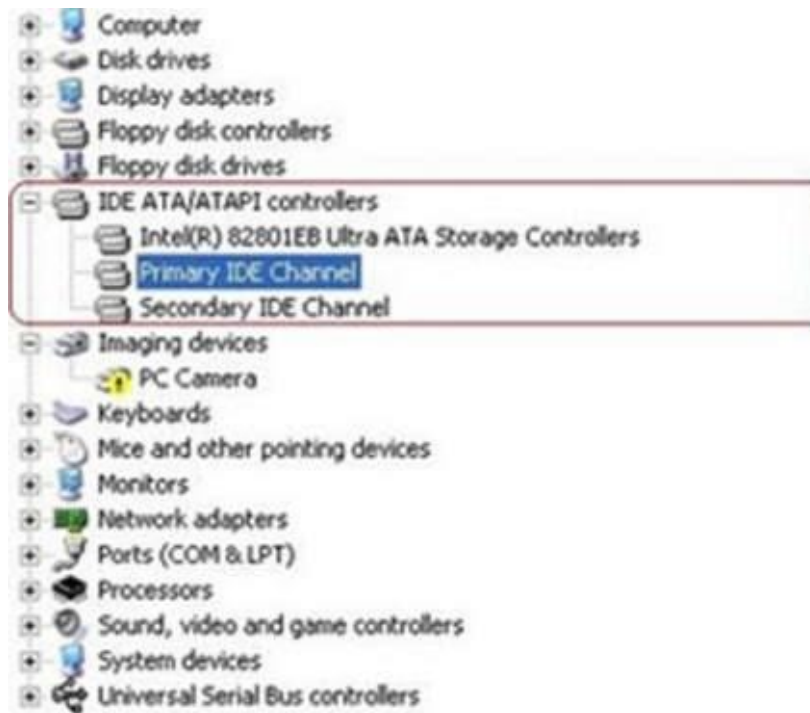 Computer
Disk drives
Display adapters
Floppy disk controllers
Floppy disk drives
IDE ATA/ATAPI controllers
Intel(R) 82801EB Ultra ATA Storage Controllers
Primary IDE Channel
Secondary IDE Channel
Imaging devices
PC Camera
Keyboards
Mice and other pointing devices
Monitors
Network adapters
Ports (COM & LPT)
Processors
Sound, video and game controllers
System devices
Universal Serial Bus controllers